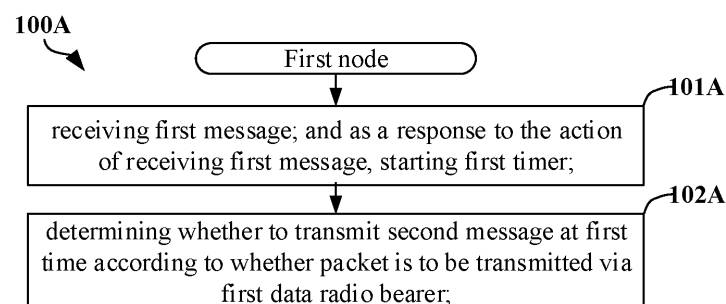 100A
First node
101A
receiving first message; and as a response to the action
of receiving first message, starting first timer;
102A
determining whether to transmit second message at first
time according to whether packet is to be transmitted via
first data radio bearer;